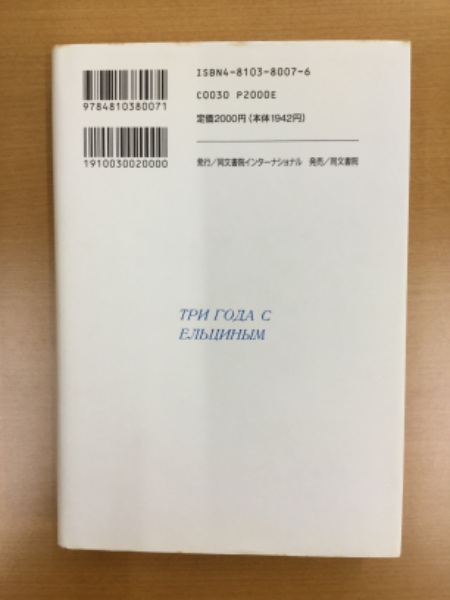 ISBN4-8103-8007-6
9784810380071
C0030 P2000E
定価2000円（本体1942円）
1910030020000
発行／同文書院インターナショナル 発売／同文書院
ТРИ ГОДА С
ЕЛЬЦИНЫМ